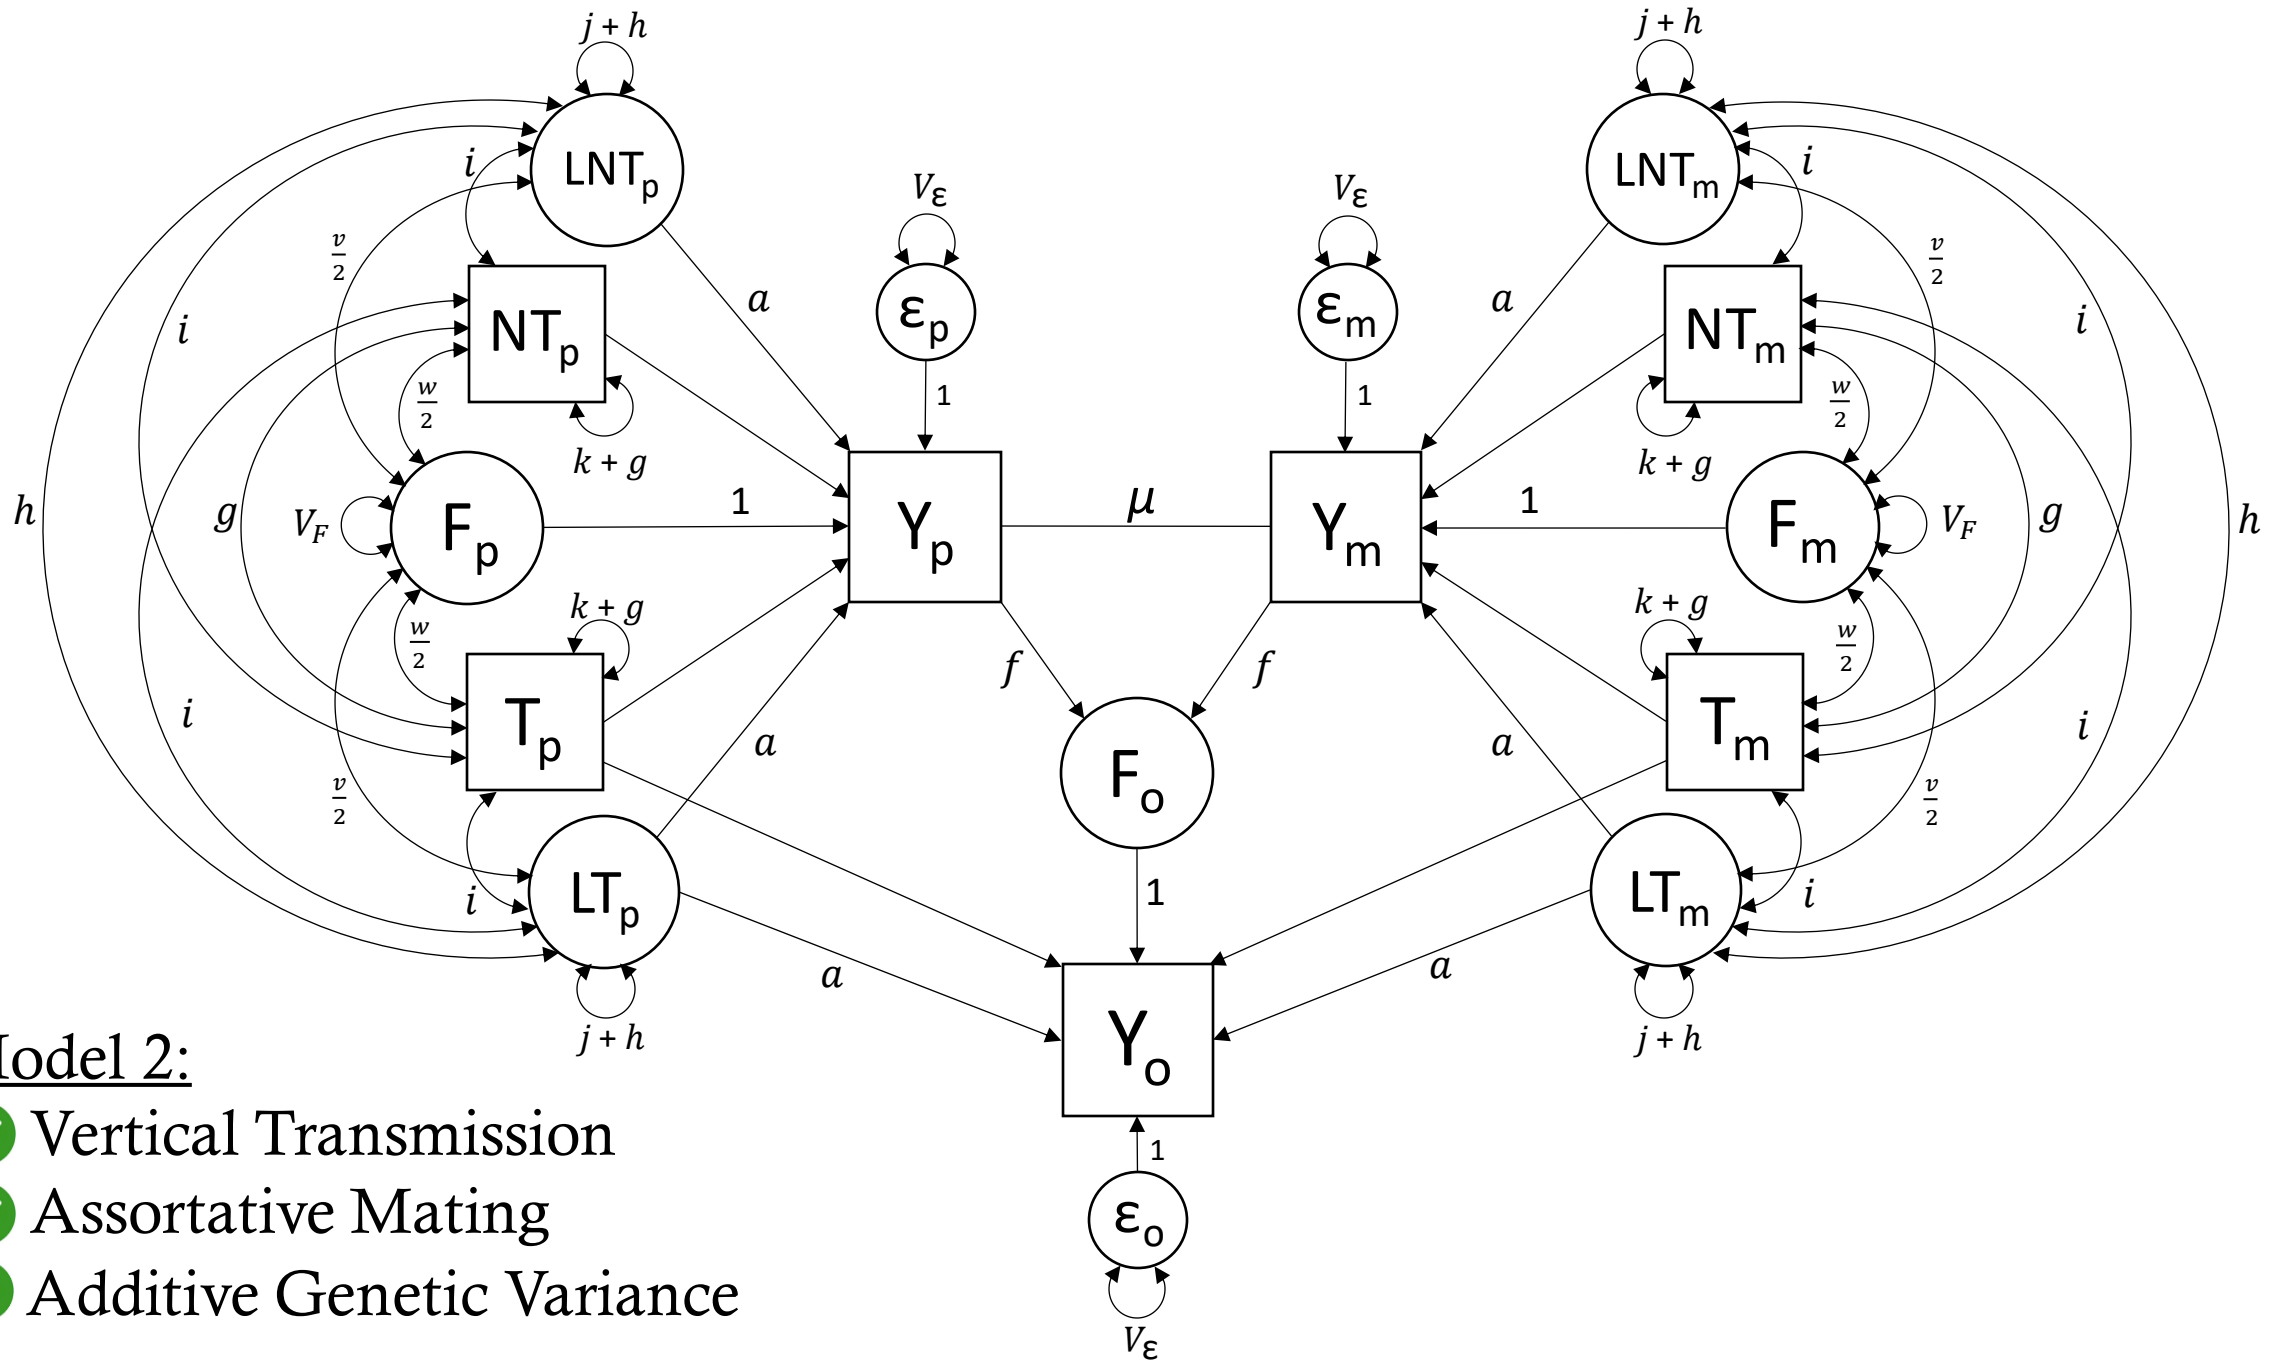 j + h
j + h
LNTp
LNTm
i
i
Vε
Vε
v/2
v/2
a
εp
εm
a
i
NTp
NTm
i
w/2
1
1
w/2
k + g
k + g
h
g
VF
Fp
1
Yp
μ
Ym
1
Fm
VF
g
h
w/2
k + g
f
f
k + g
w/2
i
Tp
a
Fo
a
Tm
i
v/2
v/2
i
LTp
1
LTm
i
a
a
j + h
j + h
Yo
1
εo
Vε
odel 2:
Vertical Transmission
Assortative Mating
Additive Genetic Variance